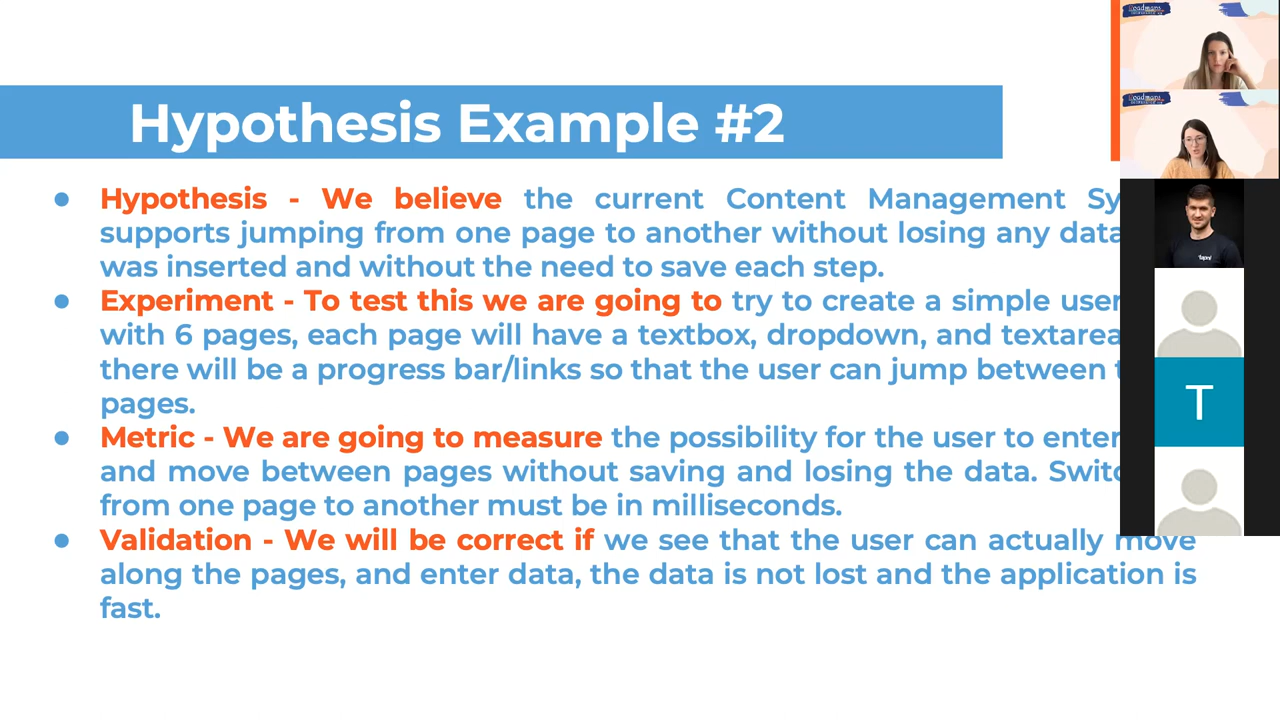 Hypothesis Example #2
● Hypothesis - We believe the current Content Management
supports jumping from one page to another without losing any data
was inserted and without the need to save each step.
● Experiment - To test this we are going to try to create a simple user
with 6 pages, each page will have a textbox, dropdown, and textarea
there will be a progress bar/links so that the user can jump between
pages.
● Metric - We are going to measure the possibility for the user to enter
and move between pages without saving and losing the data.
from one page to another must be in milliseconds.
● Validation - We will be correct if we see that the user can actually move
along the pages, and enter data, the data is not lost and the application is
fast.
Roadmaps
Roadmaps
T